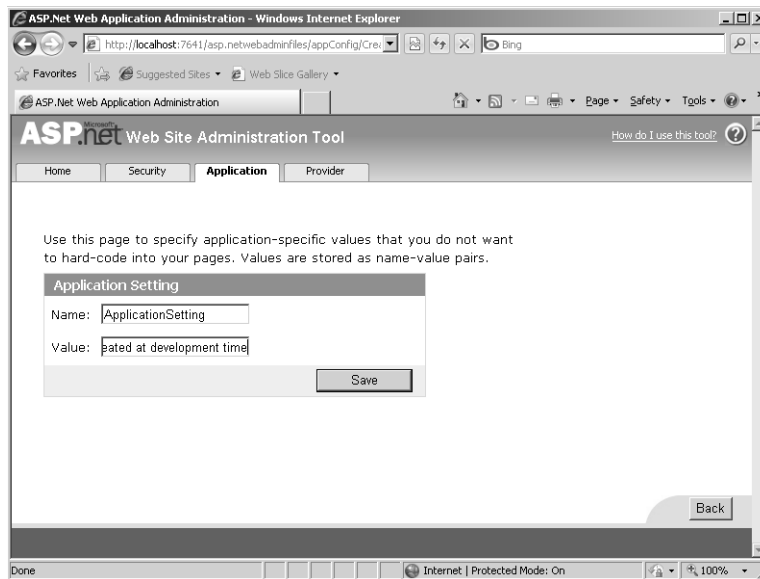 ASP.Net Web Application Administration - Windows Internet Explorer
http://localhost:7641/asp.netwebadminfiles/appConfig/Crea
Bing
Favorites Suggested Sites Web Slice Gallery
ASP.Net Web Application Administration
Page Safety Tools
Microsoft
ASP.net Web Site Administration Tool
How do I use this tool? ?
Home Security Application Provider
Use this page to specify application-specific values that you do not want
to hard-code into your pages. Values are stored as name-value pairs.
Application Setting
Name: ApplicationSetting
Value: eated at development time
Save
Back
Done Internet | Protected Mode: On 100%